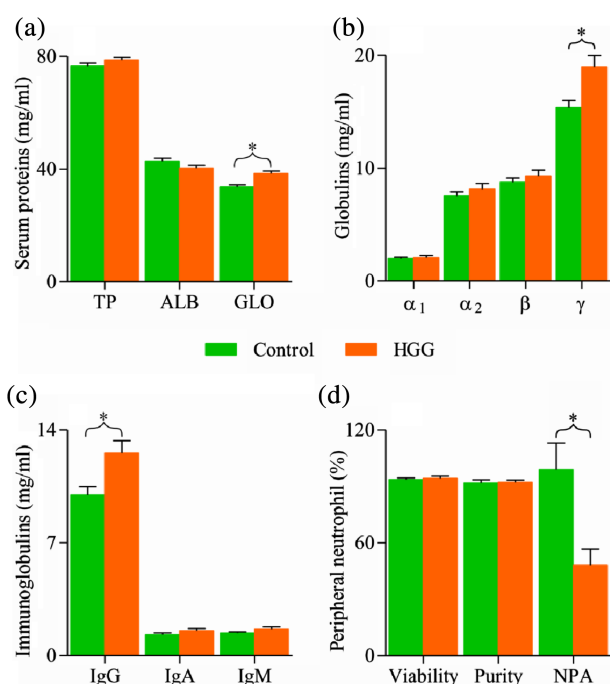 (a)
Serum proteins (mg/ml)
80
40
0
*
TP ALB GLO
(b)
Globulins (mg/ml)
20
10
0
*
α1 α2 β γ
Control HGG
(c)
Immunoglobulins (mg/ml)
14
7
0
*
IgG IgA IgM
(d)
Peripheral neutrophil (%)
120
60
0
*
Viability Purity NPA